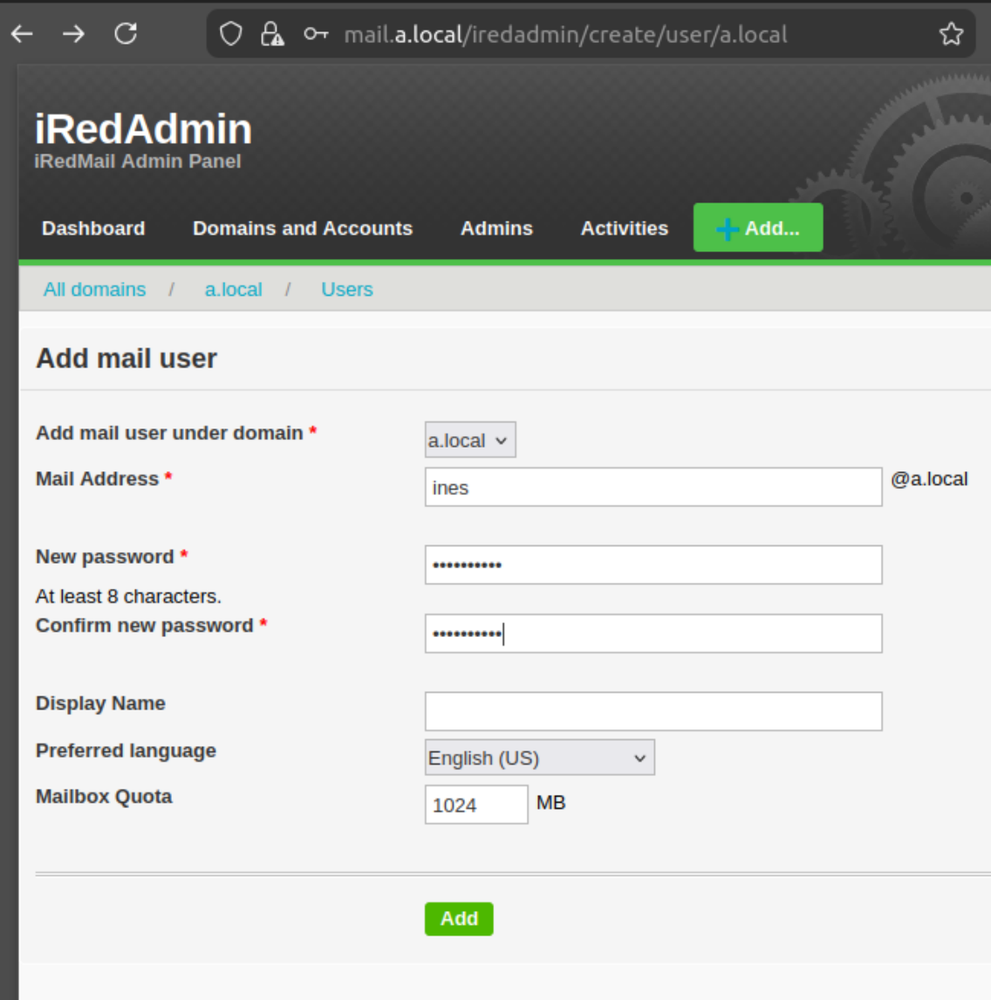 mail.a.local/iredadmin/create/user/a.local
iRedAdmin
iRedMail Admin Panel
Dashboard Domains and Accounts Admins Activities Add...
All domains / a.local / Users
Add mail user
Add mail user under domain * a.local
Mail Address * ines @a.local
New password * ••••••••••
At least 8 characters.
Confirm new password * ••••••••••
Display Name
Preferred language English (US)
Mailbox Quota 1024 MB
Add